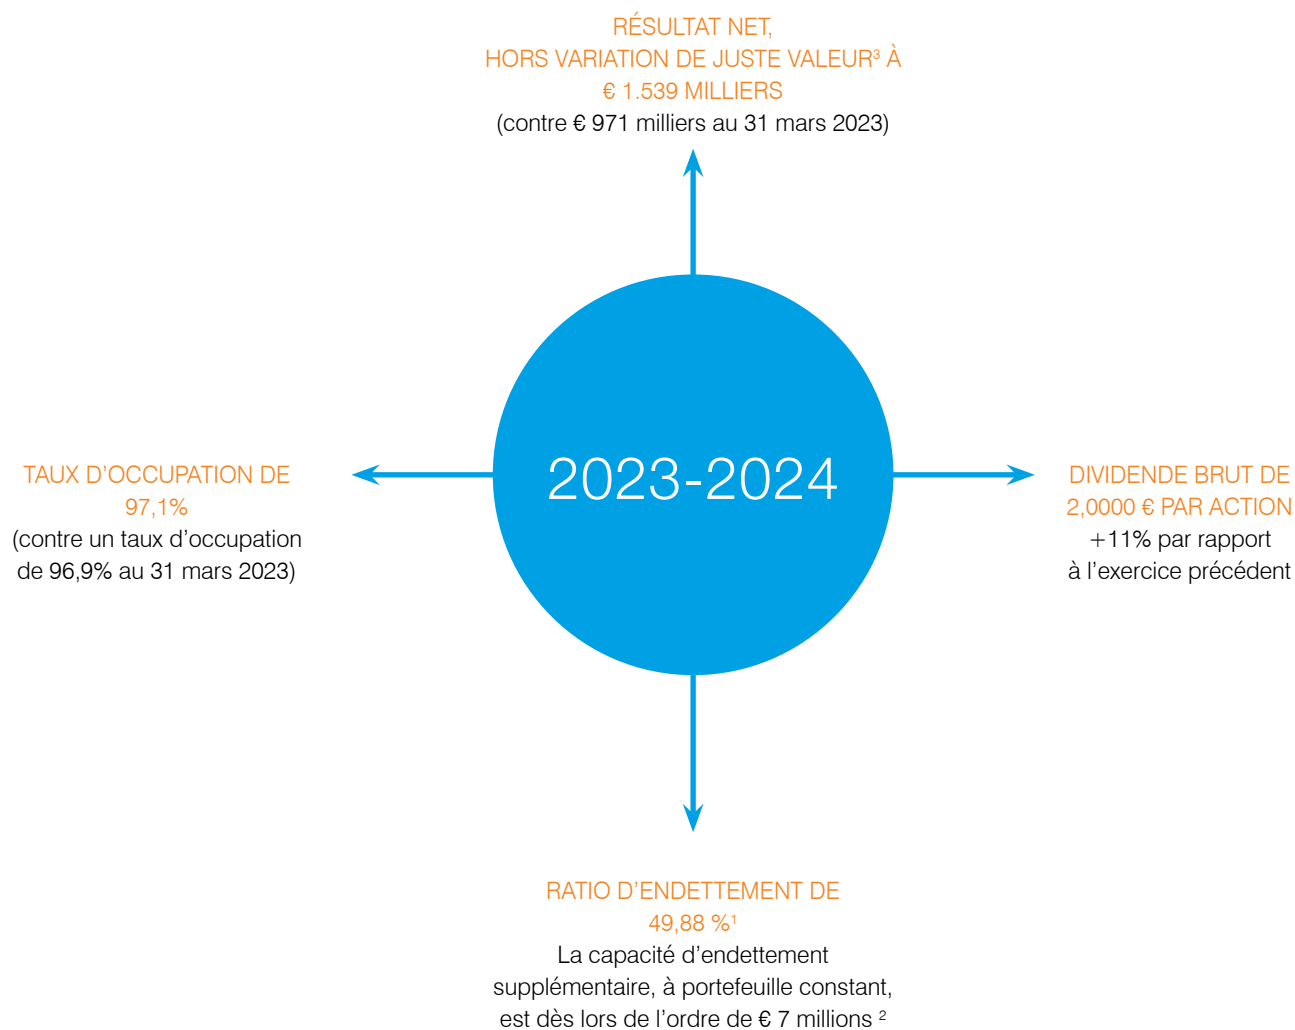 RÉSULTAT NET,
HORS VARIATION DE JUSTE VALEUR³ À
€ 1.539 MILLIERS
(contre € 971 milliers au 31 mars 2023)
TAUX D’OCCUPATION DE
97,1%
(contre un taux d’occupation
de 96,9% au 31 mars 2023)
2023-2024
DIVIDENDE BRUT DE
2,0000 € PAR ACTION
+11% par rapport
à l’exercice précédent
RATIO D’ENDETTEMENT DE
49,88 %¹
La capacité d’endettement
supplémentaire, à portefeuille constant,
est dès lors de l’ordre de € 7 millions ²